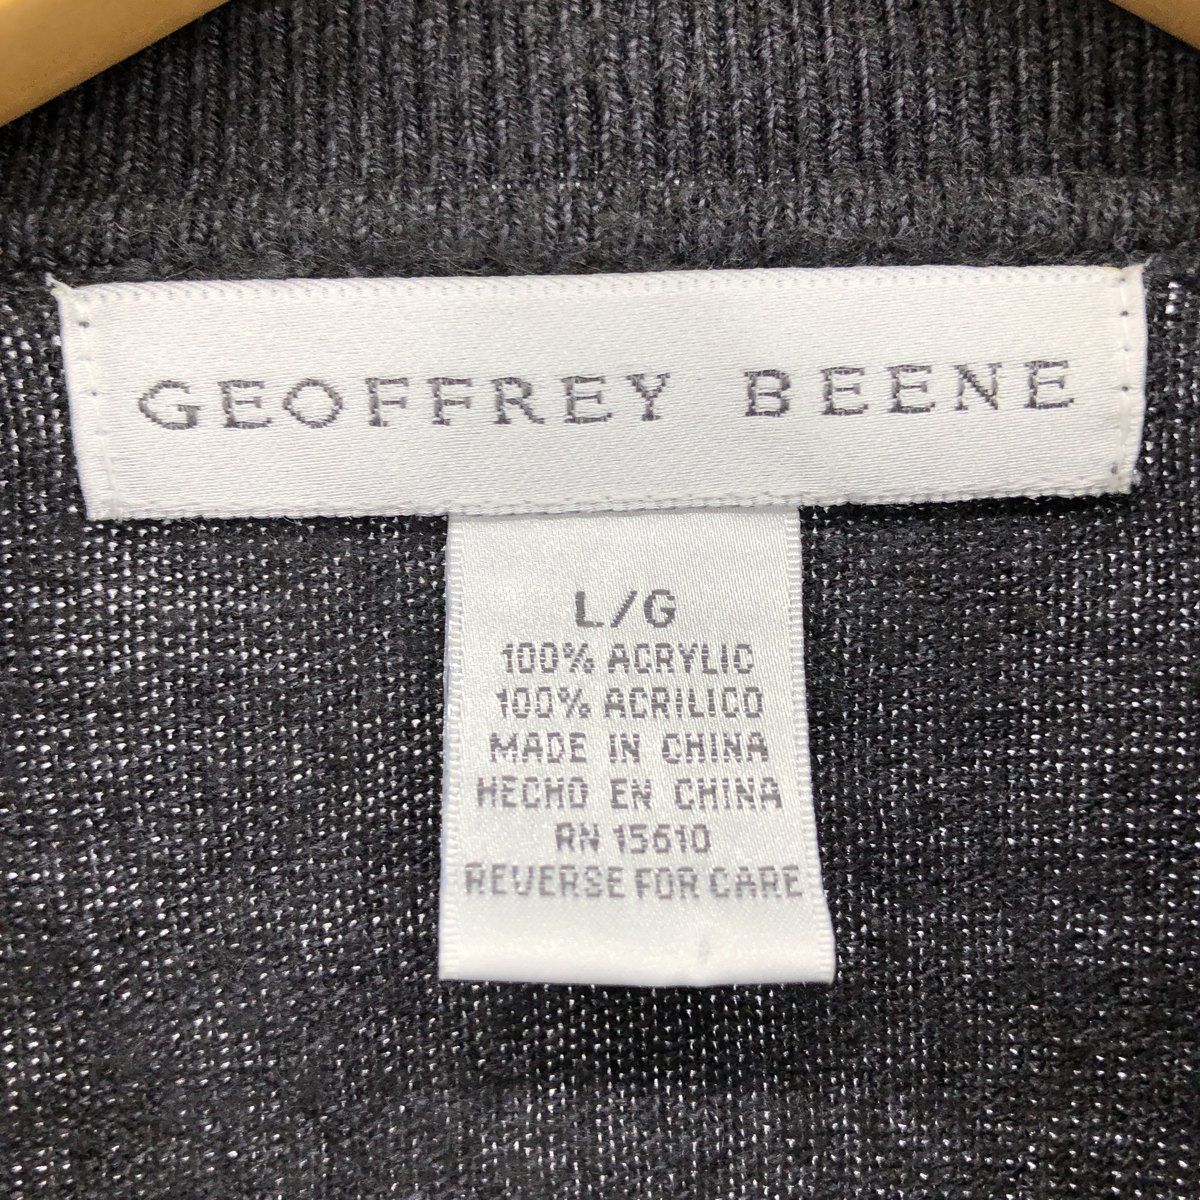 GEOFFREY BEENE
L/G
100% ACRYLIC
100% ACRILICO
MADE IN CHINA
HECHO EN CHINA
RN 15610
REVERSE FOR CARE